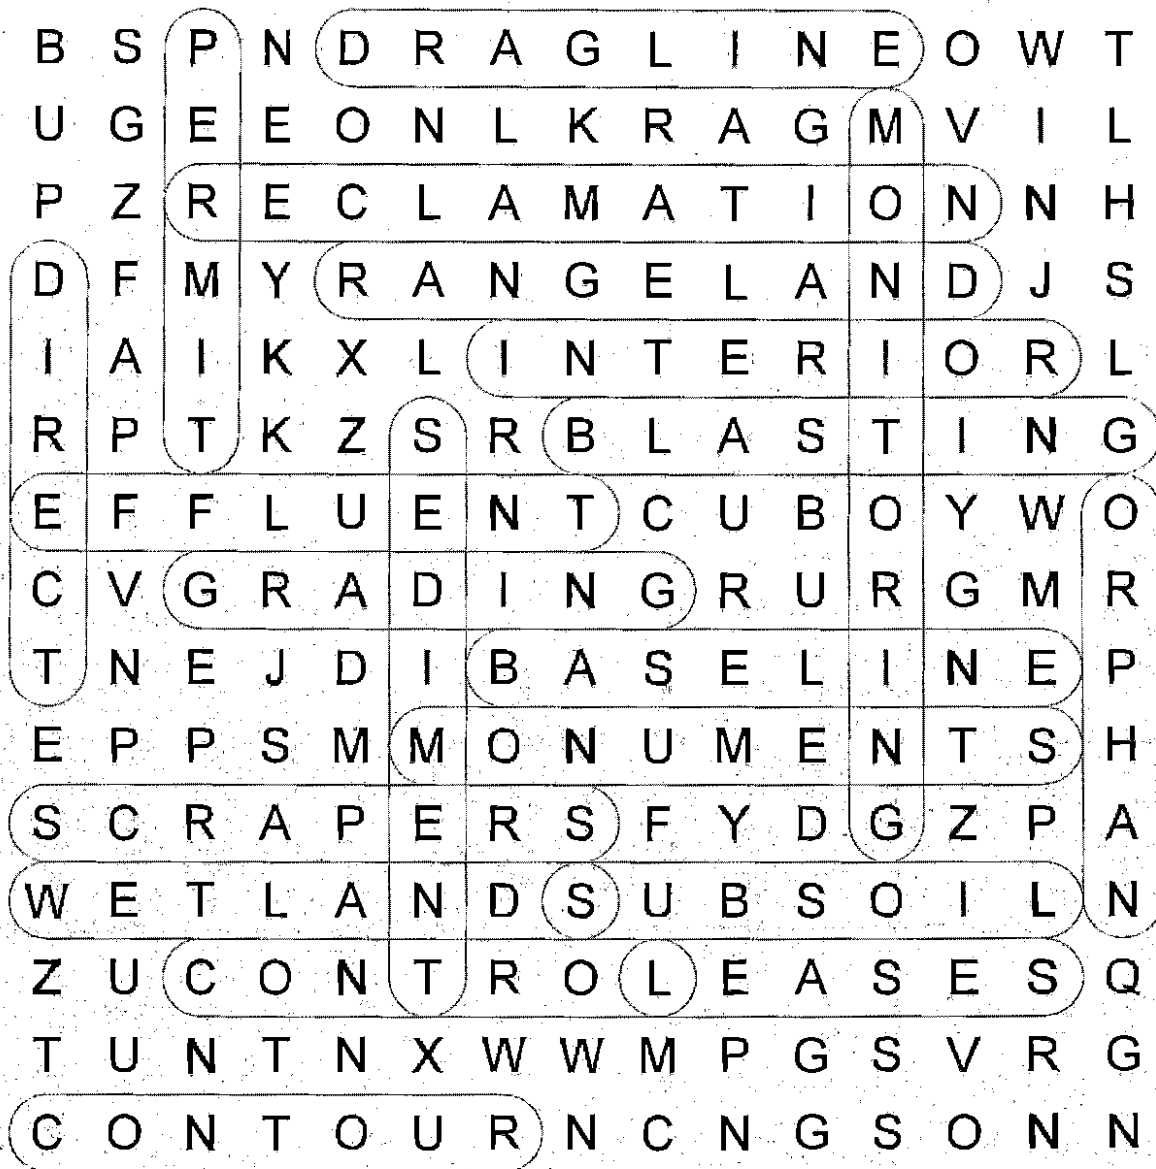 B S P N D R A G L I N E O W T
U G E E O N L K R A G M V I L
P Z R E C L A M A T I O N N H
D F M Y R A N G E L A N D J S
I A I K X L I N T E R I O R L
R P T K Z S R B L A S T I N G
E F F L U E N T C U B O Y W O
C V G R A D I N G R U R G M R
T N E J D I B A S E L I N E P
E P P S M M O N U M E N T S H
S C R A P E R S F Y D G Z P A
W E T L A N D S U B S O I L N
Z U C O N T R O L E A S E S Q
T U N T N X W W M P G S V R G
C O N T O U R N C N G S O N N